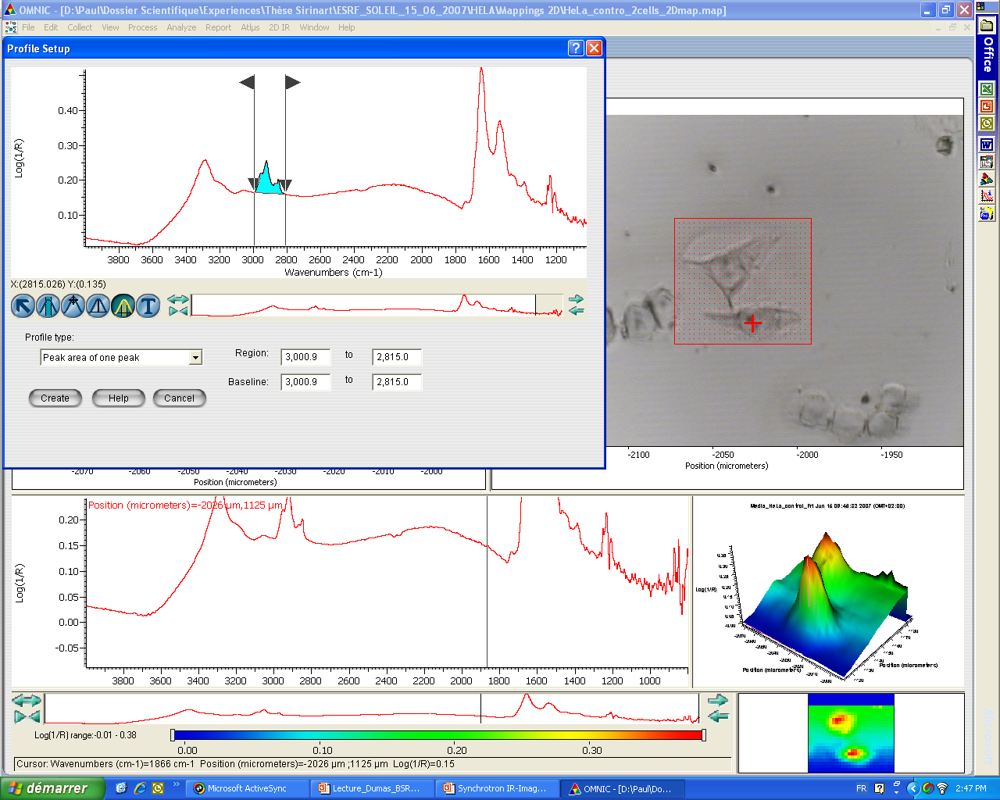 OMNIC - [D:\Paul\Dossier Scientifique\Experiences\Thèse Sirinart\ESRF_SOLEIL_15_06_2007\HELA\Mappings 2D\HeLa_contro_2cells_2Dmap.map]
File Edit Collect View Process Analyze Report Atlµs 2D IR Window Help
Profile Setup
Office
Log(1/R)
0.40
0.30
0.20
0.10
3800 3600 3400 3200 3000 2800 2600 2400 2200 2000 1800 1600 1400 1200
Wavenumbers (cm-1)
X:(2815.026) Y:(0.135)
T
Profile type:
Peak area of one peak
Region: 3,000.9 to 2,815.0
Baseline: 3,000.9 to 2,815.0
Create Help Cancel
-2100 -2050 -2000 -1950
Position (micrometers)
-2070 -2060 -2050 -2040 -2030 -2020 -2010 -2000
Position (micrometers)
Position (micrometers)=-2026 µm,1125 µm
Log(1/R)
0.20
0.15
0.10
0.05
0.00
-0.05
3800 3600 3400 3200 3000 2800 2600 2400 2200 2000 1800 1600 1400 1200 1000
Log(1/R)
Position (micrometers)
Position (micrometers)
Log(1/R) range:-0.01 - 0.38
0.00 0.10 0.20 0.30
Cursor: Wavenumbers (cm-1)=1866 cm-1 Position (micrometers)=-2026 µm ;1125 µm Log(1/R)=0.15
Microsoft
démarrer
Microsoft ActiveSync
Lecture_Dumas_BSR...
Synchrotron IR-Imag...
OMNIC - [D:\Paul\Do...
FR
2:47 PM